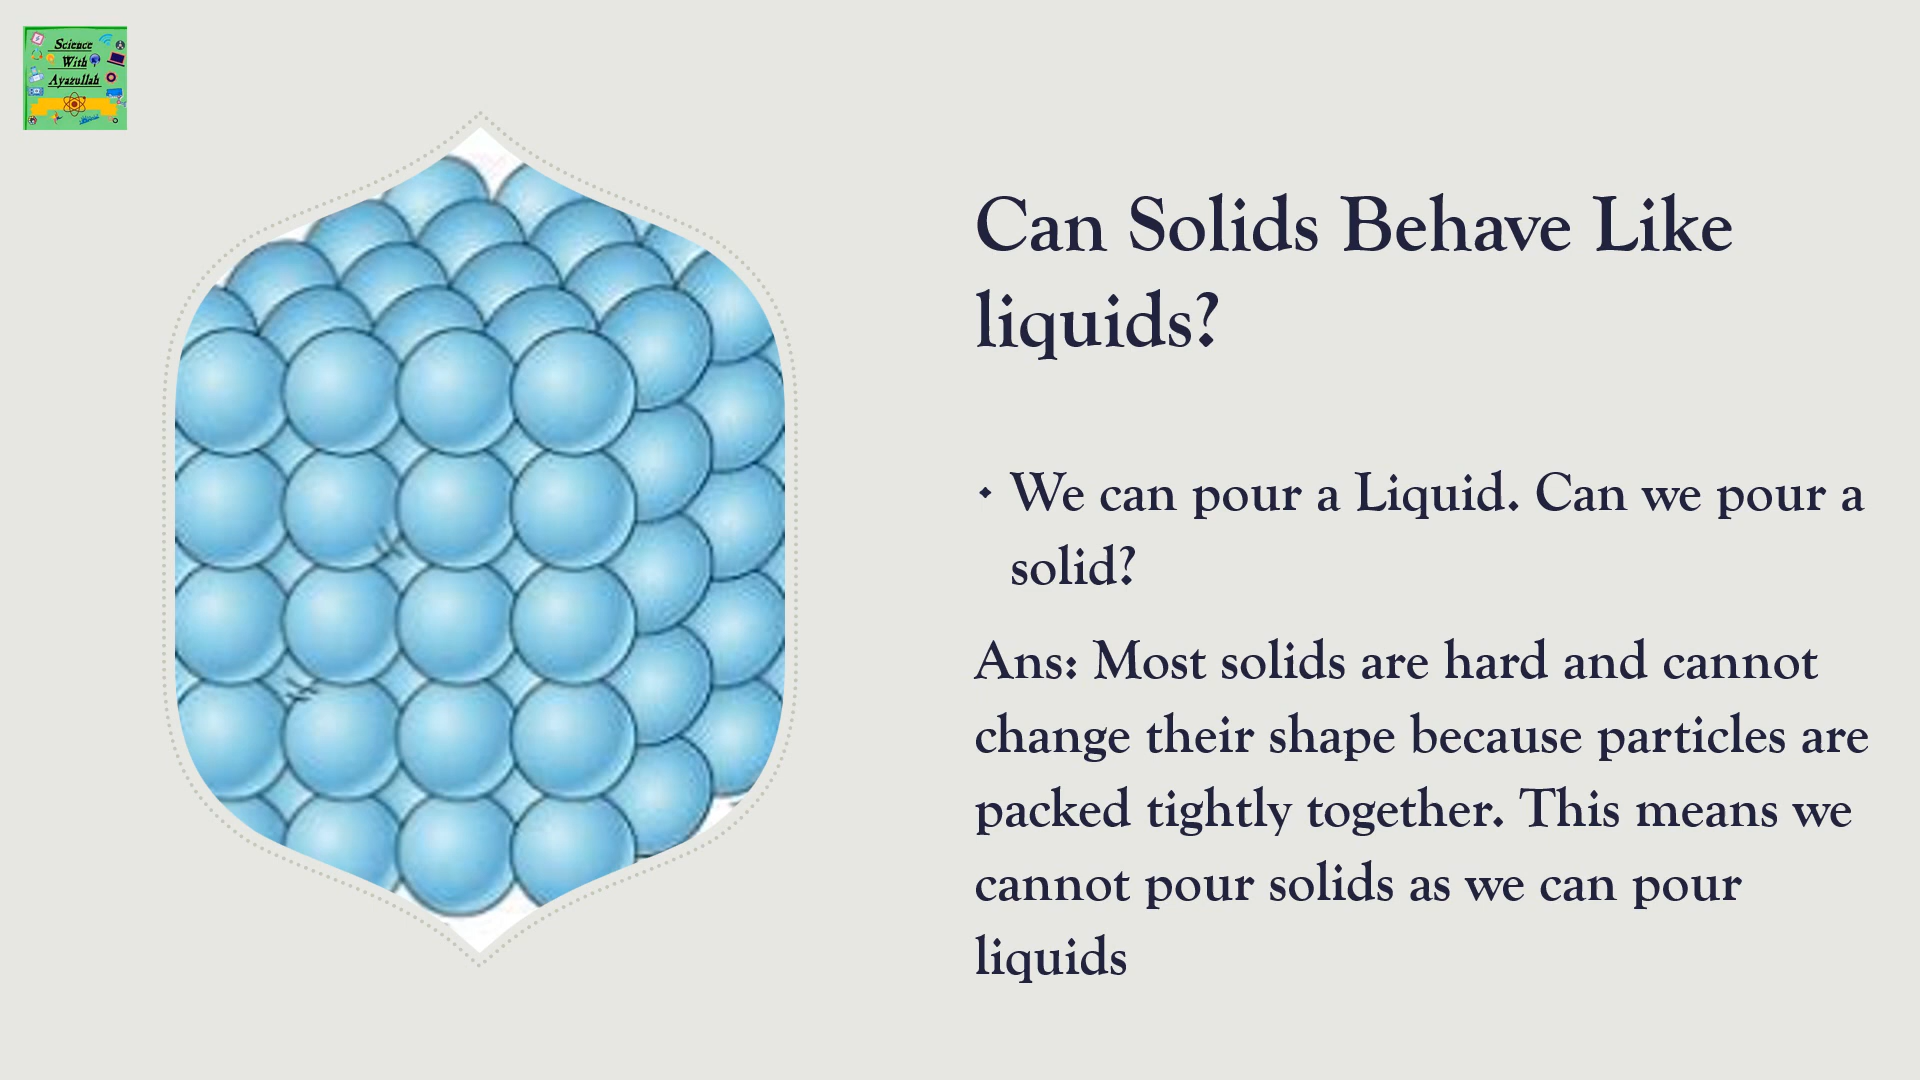 Science
With
Ayazullah
Can Solids Behave Like
liquids?
We can pour a Liquid. Can we pour a
solid?
Ans: Most solids are hard and cannot
change their shape because particles are
packed tightly together. This means we
cannot pour solids as we can pour
liquids